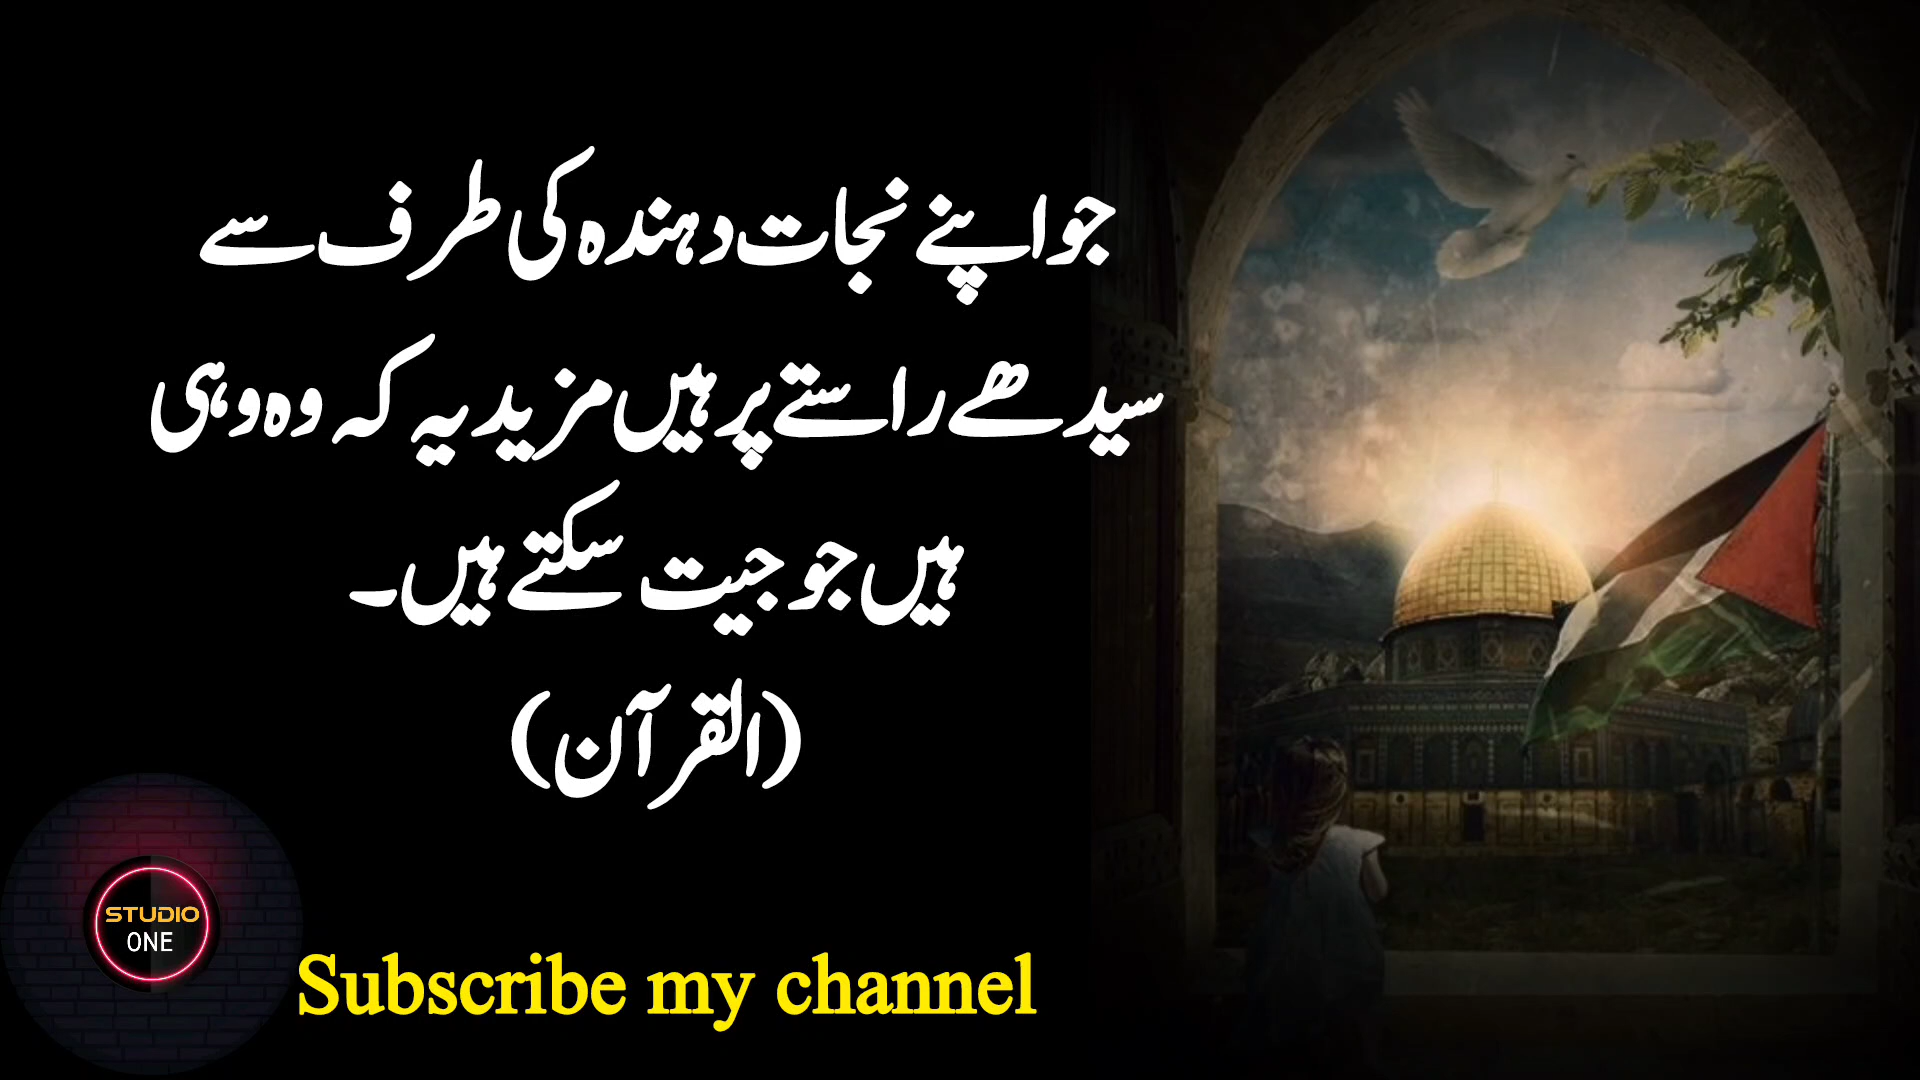 جو اپنے نجات دہندہ کی طرف سے
سیدھے راستے پر ہیں مزید یہ کہ وہ وہی
ہیں جو جیت سکتے ہیں۔
(القرآن)
STUDIO
ONE
Subscribe my channel